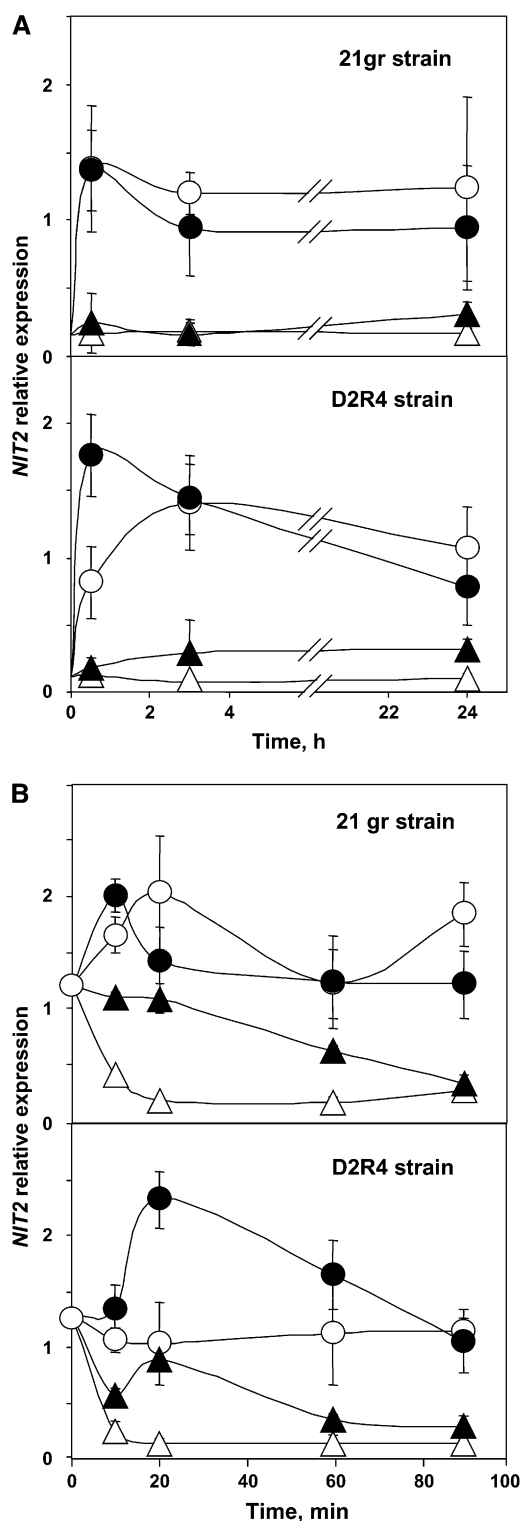 A
21gr strain
2
1
0
NIT2 relative expression
D2R4 strain
2
1
0
0 2 4 22 24
Time, h
B
21 gr strain
2
1
0
NIT2 relative expression
D2R4 strain
2
1
0
0 20 40 60 80 100
Time, min